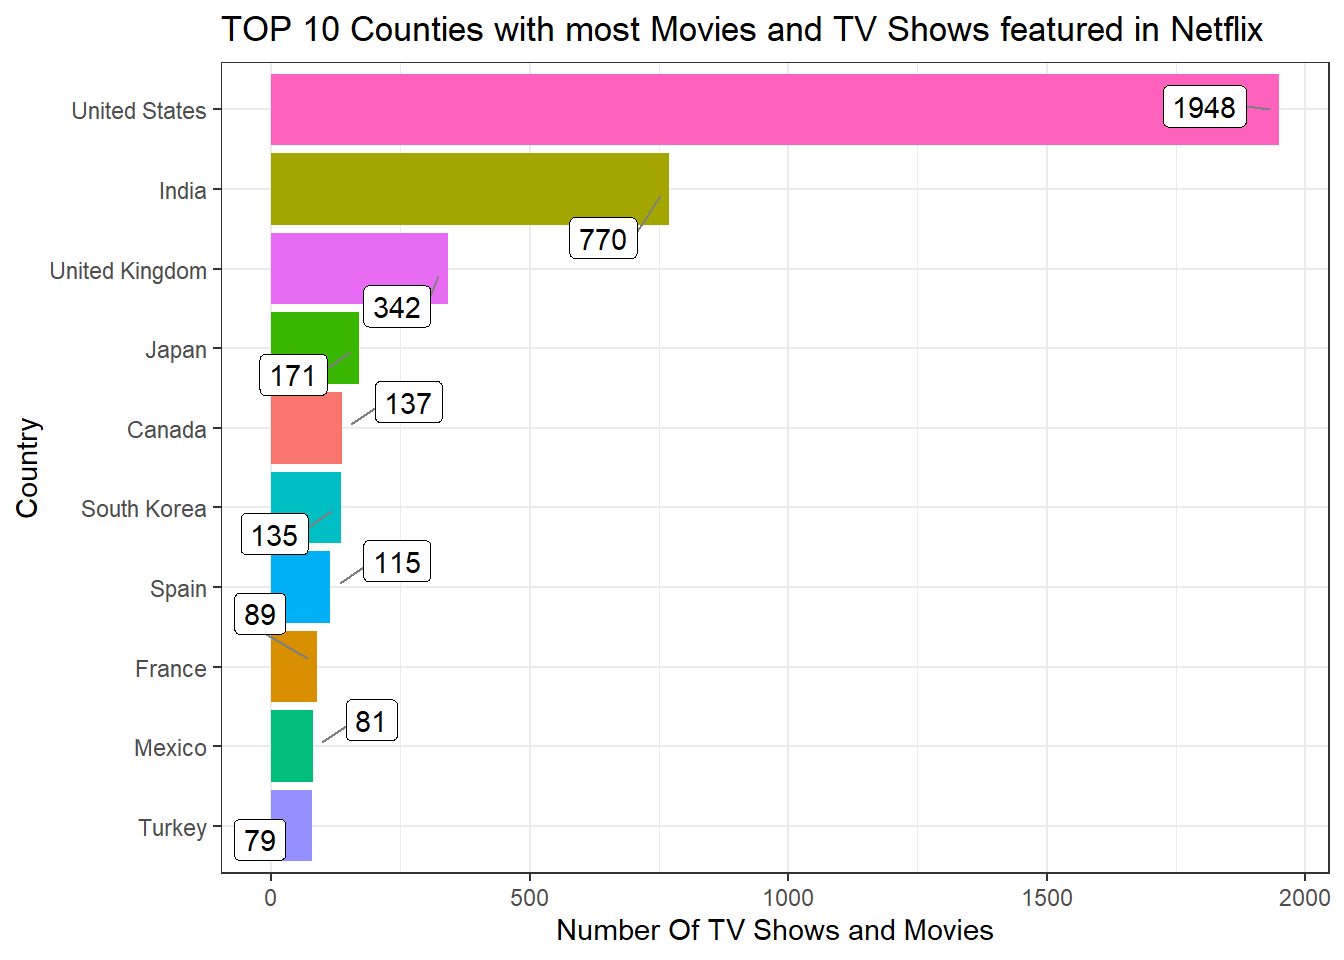 TOP 10 Counties with most Movies and TV Shows featured in Netflix
United States
1948
India
770
United Kingdom
342
Japan
171
Canada
137
South Korea
135
Spain
115
France
89
Mexico
81
Turkey
79
Country
0 500 1000 1500 2000
Number Of TV Shows and Movies